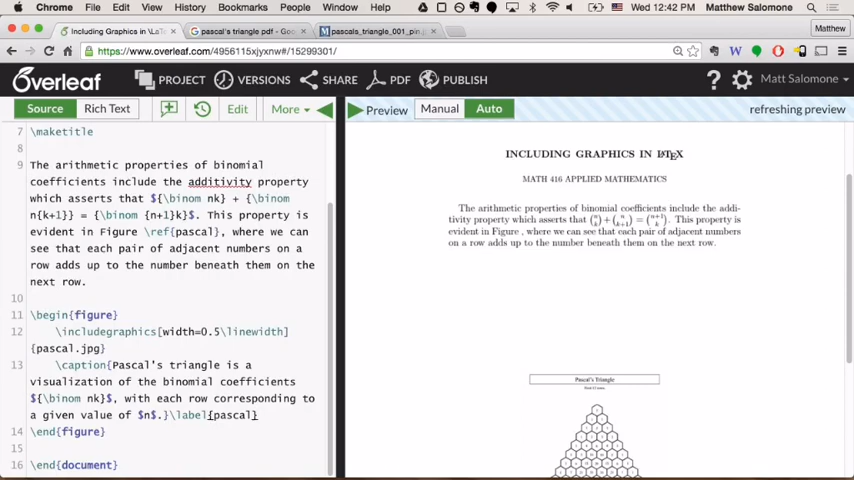 Chrome File Edit View History Bookmarks People Window Help
Wed 12:42 PM Matthew Salomone
Including Graphics in \LaTe
pascal's triangle pdf - Goo
pascals_triangle_001_pin.jp
Matthew
https://www.overleaf.com/4956115xjyxnw#/15299301/
Overleaf PROJECT VERSIONS SHARE PDF PUBLISH ? Matt Salomone
Source Rich Text Edit More Preview Manual Auto refreshing preview
7 \maketitle
8
9 The arithmetic properties of binomial
coefficients include the additivity property
which asserts that ${\binom nk} + {\binom
n{k+1}} = {\binom {n+1}k}$. This property is
evident in Figure \ref{pascal}, where we can
see that each pair of adjacent numbers on a
row adds up to the number beneath them on the
next row.
10
11 \begin{figure}
12 \includegraphics[width=0.5\linewidth]
{pascal.jpg}
13 \caption{Pascal's triangle is a
visualization of the binomial coefficients
${\binom nk}$, with each row corresponding to
a given value of $n$.}\label{pascal}
14 \end{figure}
15
16 \end{document}
INCLUDING GRAPHICS IN LATEX
MATH 416 APPLIED MATHEMATICS
The arithmetic properties of binomial coefficients include the addi-
tivity property which asserts that (n k) + (n k+1) = (n+1 k). This property is
evident in Figure , where we can see that each pair of adjacent numbers
on a row adds up to the number beneath them on the next row.
Pascal's Triangle